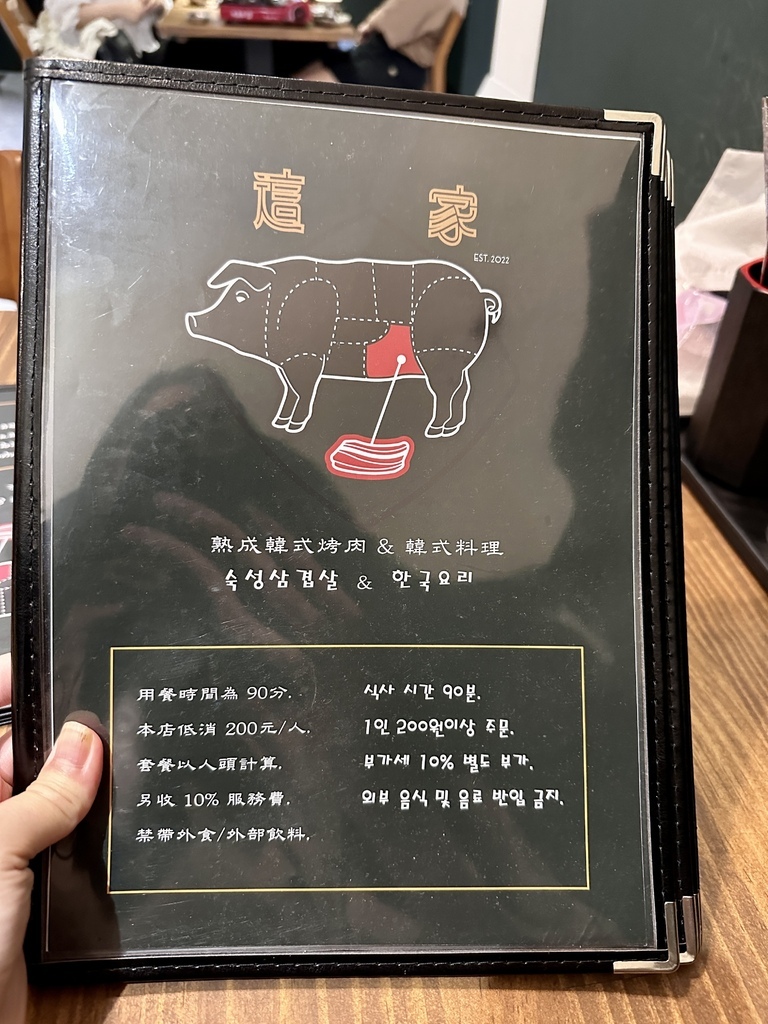 這 家
EST. 2022
熟成韓式烤肉 & 韓式料理
숙성삼겹살 & 한국요리
用餐時間為 90分.
本店低消 200元/人.
套餐以人頭計算.
另收 10% 服務費.
禁帶外食/外部飲料.
식사 시간 90분.
1인 200원이상 주문.
부가세 10% 별도 부가.
외부 음식 및 음료 반입 금지.